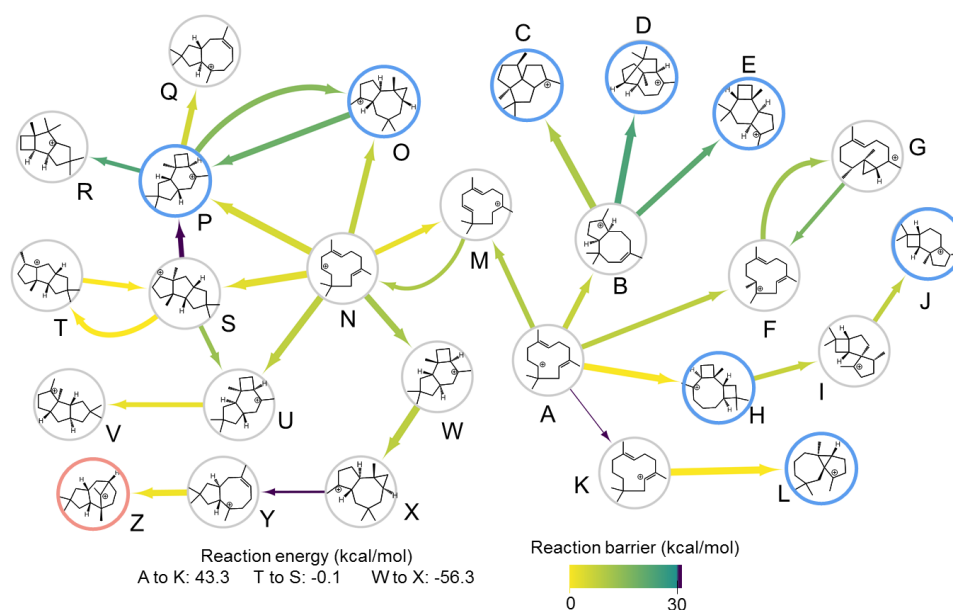 C
D
E
Q
G
O
R
P
M
B
J
T
S
N
F
I
A
H
V
U
W
K
L
Z
Y
X
Reaction energy (kcal/mol)
A to K: 43.3 T to S: -0.1 W to X: -56.3
Reaction barrier (kcal/mol)
0 30